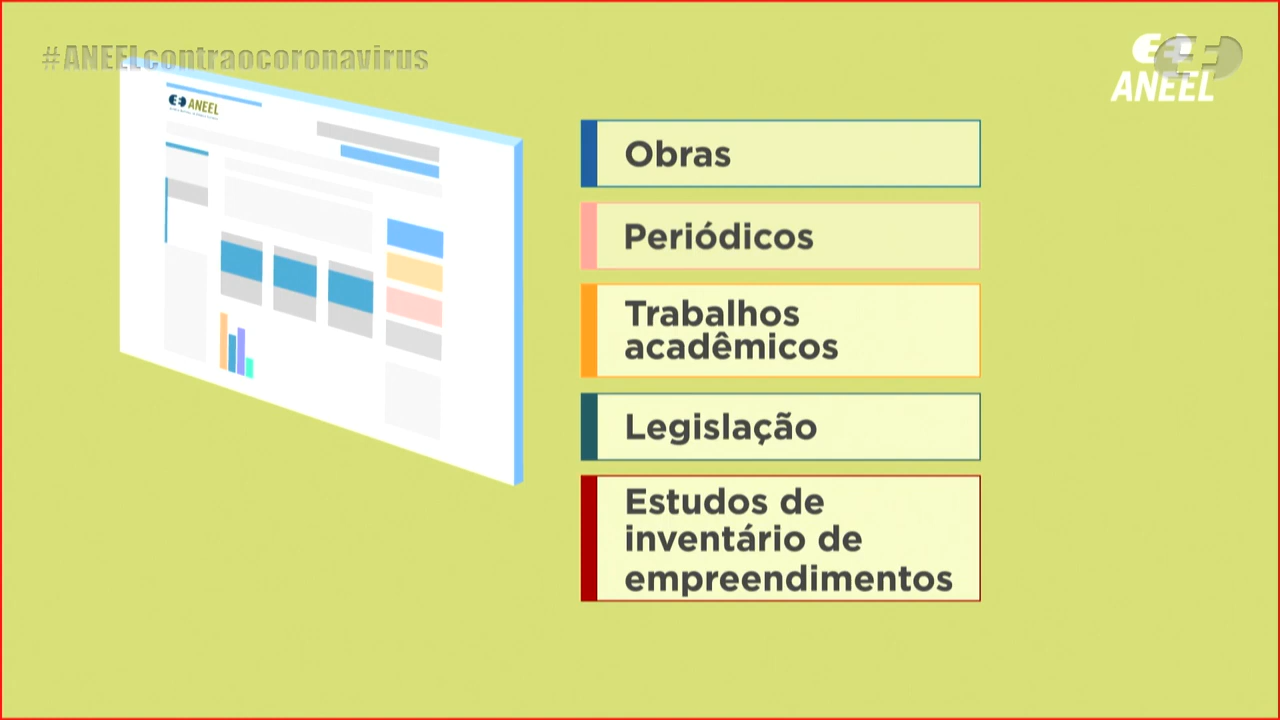 #ANEELcontraocoronavirus
ANEEL
ANEEL
Obras
Periódicos
Trabalhos
acadêmicos
Legislação
Estudos de
inventário de
empreendimentos